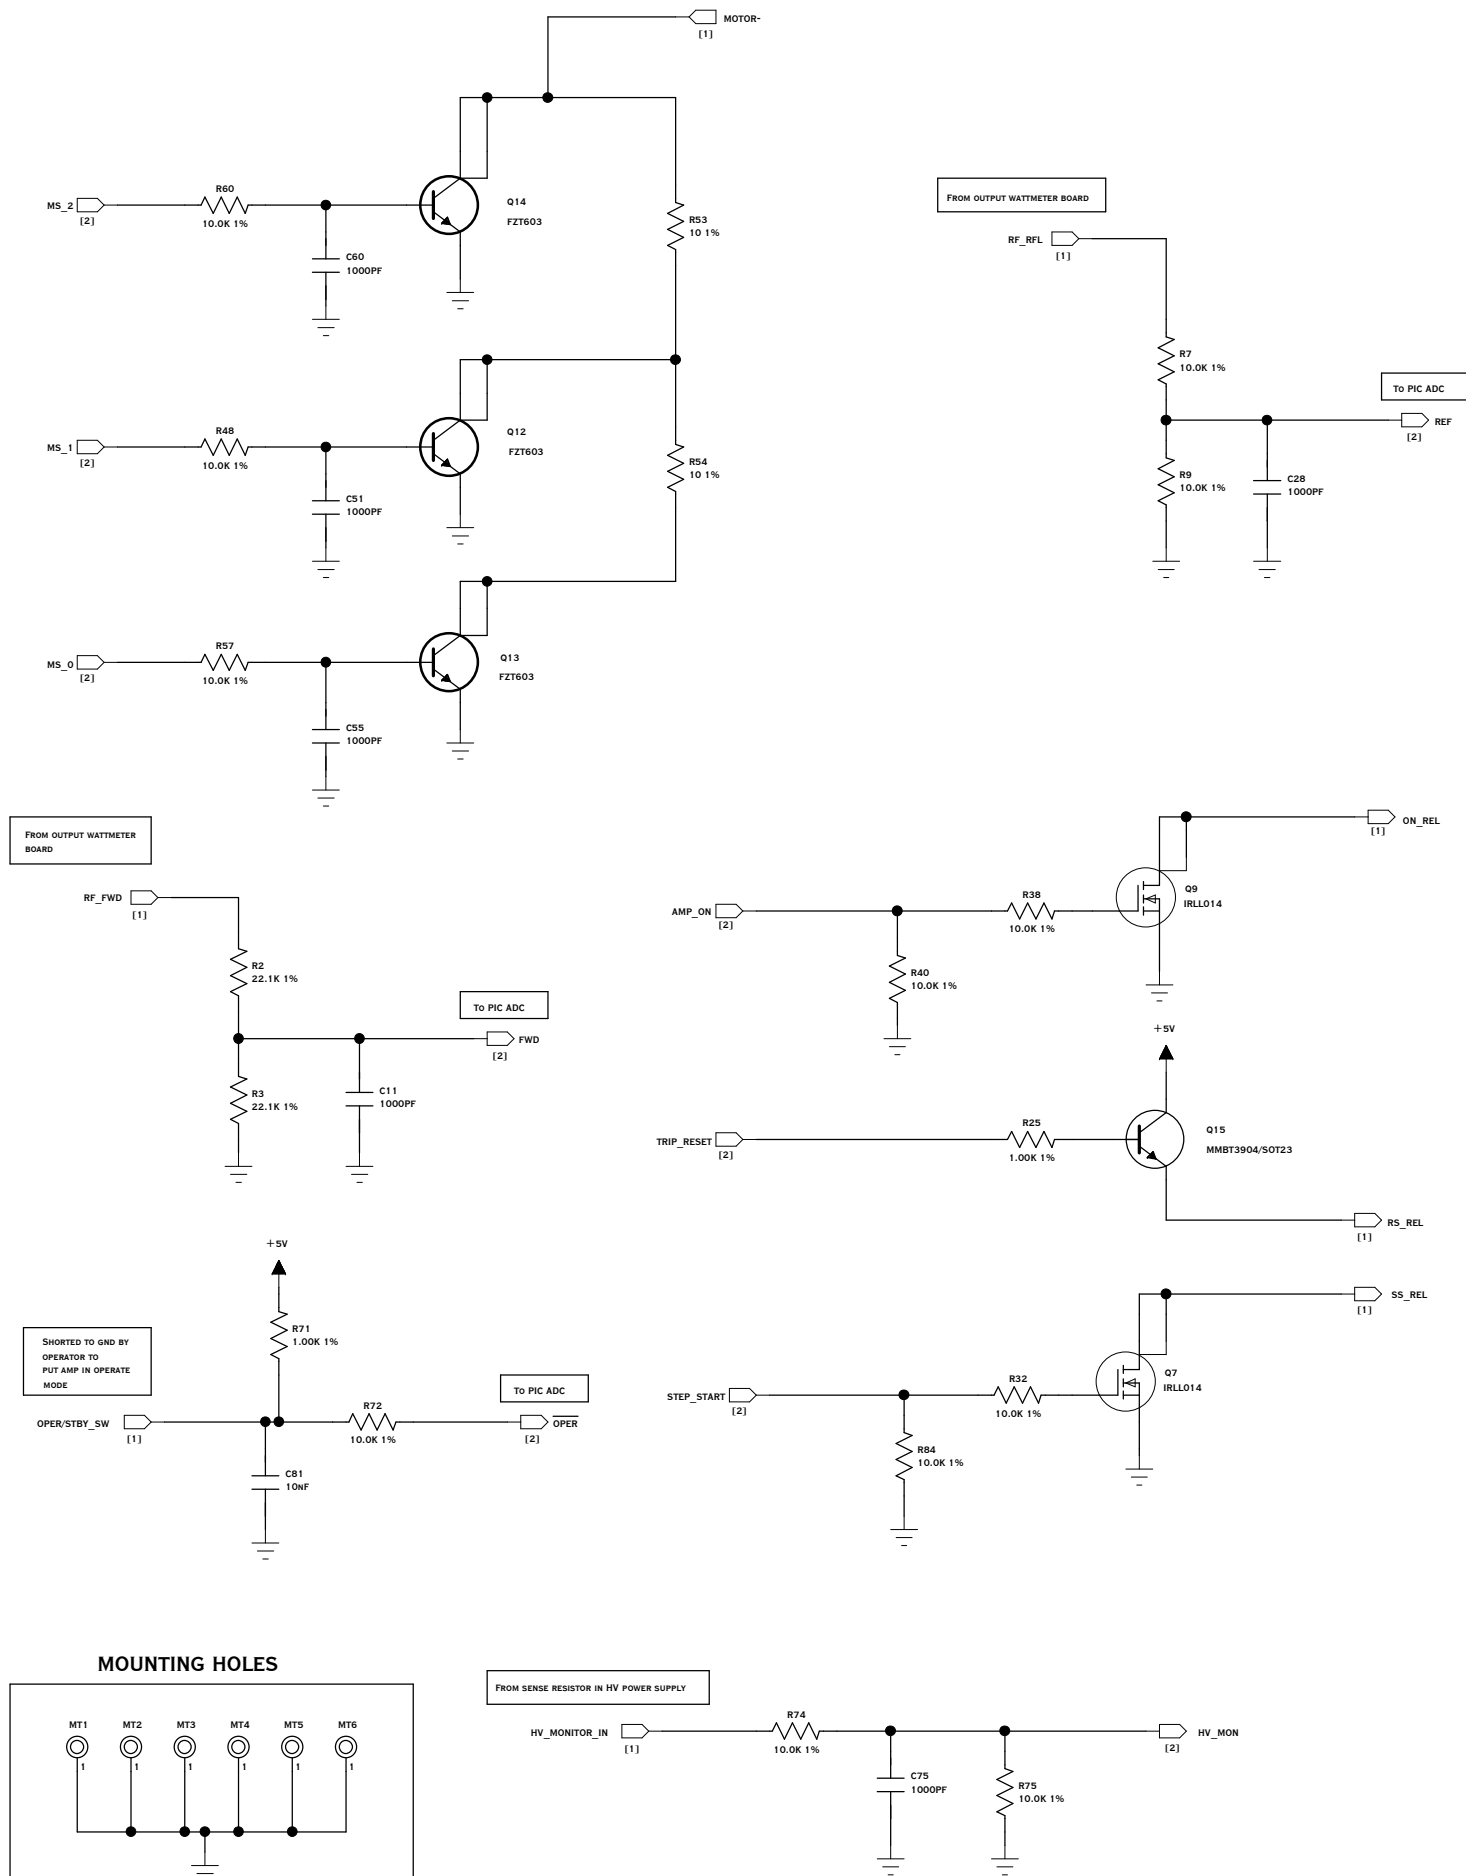 MOTOR-
[1]
MS_2
[2]
R60
10.0K 1%
C60
1000PF
Q14
FZT603
R53
10 1%
MS_1
[2]
R48
10.0K 1%
C51
1000PF
Q12
FZT603
R54
10 1%
MS_0
[2]
R57
10.0K 1%
C55
1000PF
Q13
FZT603
FROM OUTPUT WATTMETER BOARD
RF_RFL
[1]
R7
10.0K 1%
TO PIC ADC
REF
[2]
R9
10.0K 1%
C28
1000PF
FROM OUTPUT WATTMETER
BOARD
RF_FWD
[1]
R2
22.1K 1%
TO PIC ADC
FWD
[2]
R3
22.1K 1%
C11
1000PF
ON_REL
[1]
AMP_ON
[2]
R38
10.0K 1%
Q9
IRLL014
R40
10.0K 1%
+5V
TRIP_RESET
[2]
R25
1.00K 1%
Q15
MMBT3904/SOT23
RS_REL
[1]
+5V
R71
1.00K 1%
SHORTED TO GND BY
OPERATOR TO
PUT AMP IN OPERATE
MODE
OPER/STBY_SW
[1]
R72
10.0K 1%
TO PIC ADC
OPER
[2]
C81
10NF
SS_REL
[1]
STEP_START
[2]
R32
10.0K 1%
Q7
IRLL014
R84
10.0K 1%
MOUNTING HOLES
MT1 MT2 MT3 MT4 MT5 MT6
1 1 1 1 1 1
FROM SENSE RESISTOR IN HV POWER SUPPLY
HV_MONITOR_IN
[1]
R74
10.0K 1%
HV_MON
[2]
C75
1000PF
R75
10.0K 1%